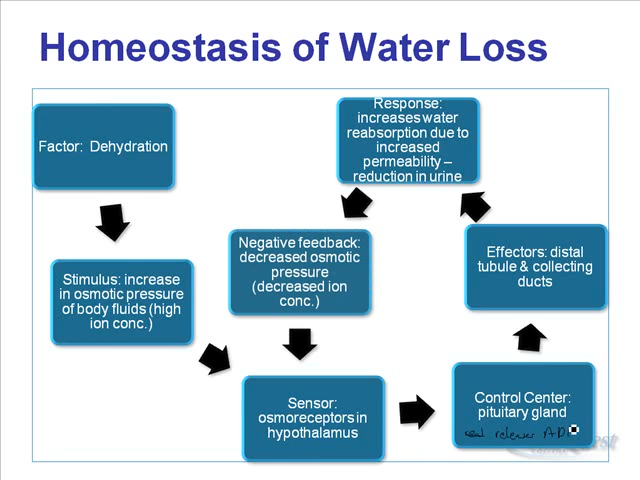 Homeostasis of Water Loss
Factor: Dehydration
Stimulus: increase
in osmotic pressure
of body fluids (high
ion conc.)
Sensor:
osmoreceptors in
hypothalamus
Control Center:
pituitary gland
Effectors: distal
tubule & collecting
ducts
Response:
increases water
reabsorption due to
increased
permeability –
reduction in urine
Negative feedback:
decreased osmotic
pressure
(decreased ion
conc.)